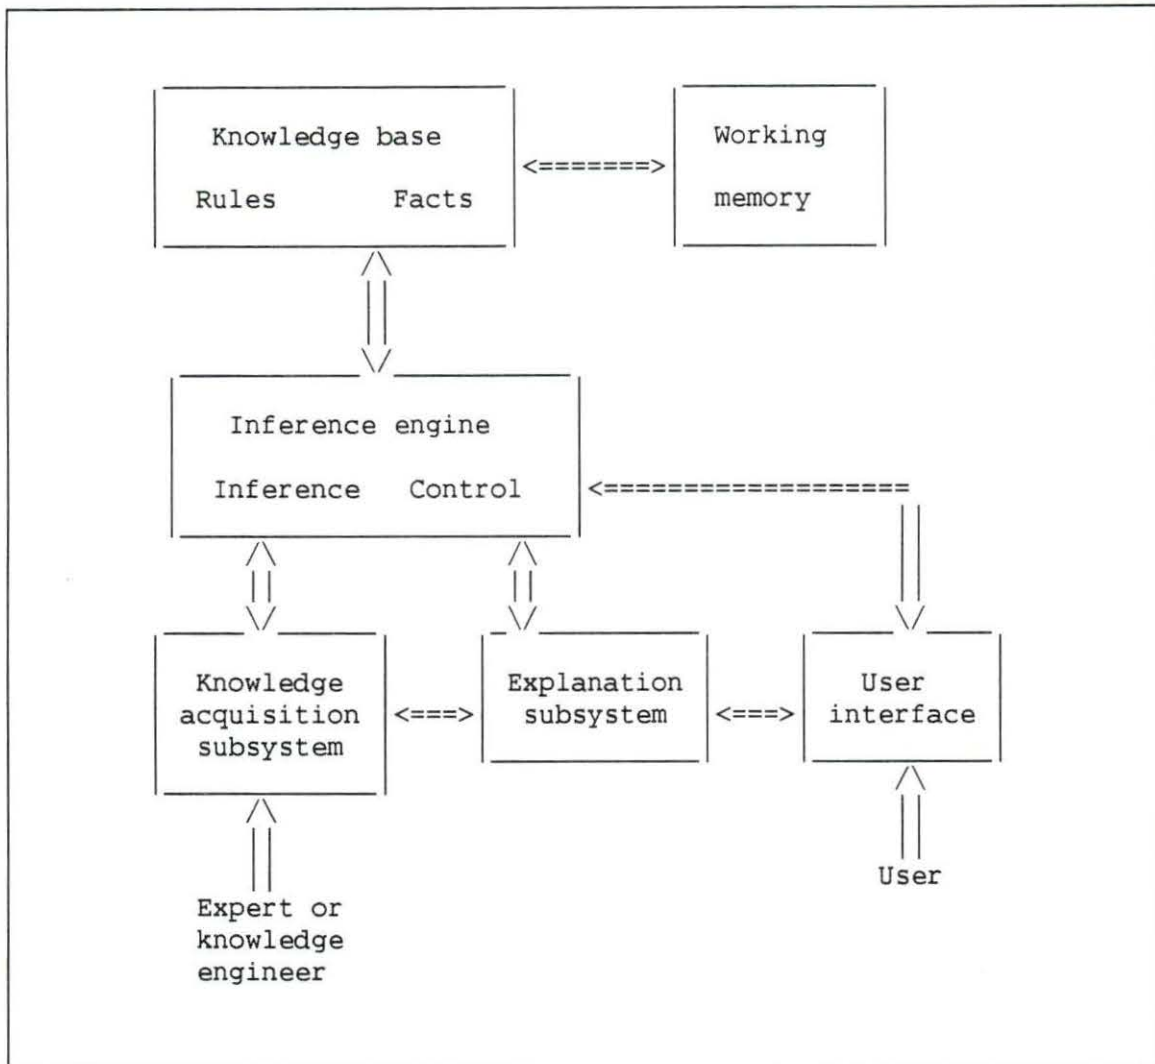 Knowledge base
Rules Facts
Working
memory
<=======>
Inference engine
Inference Control
<===================
Knowledge
acquisition
subsystem
<===>
Explanation
subsystem
<===>
User
interface
Expert or
knowledge
engineer
User